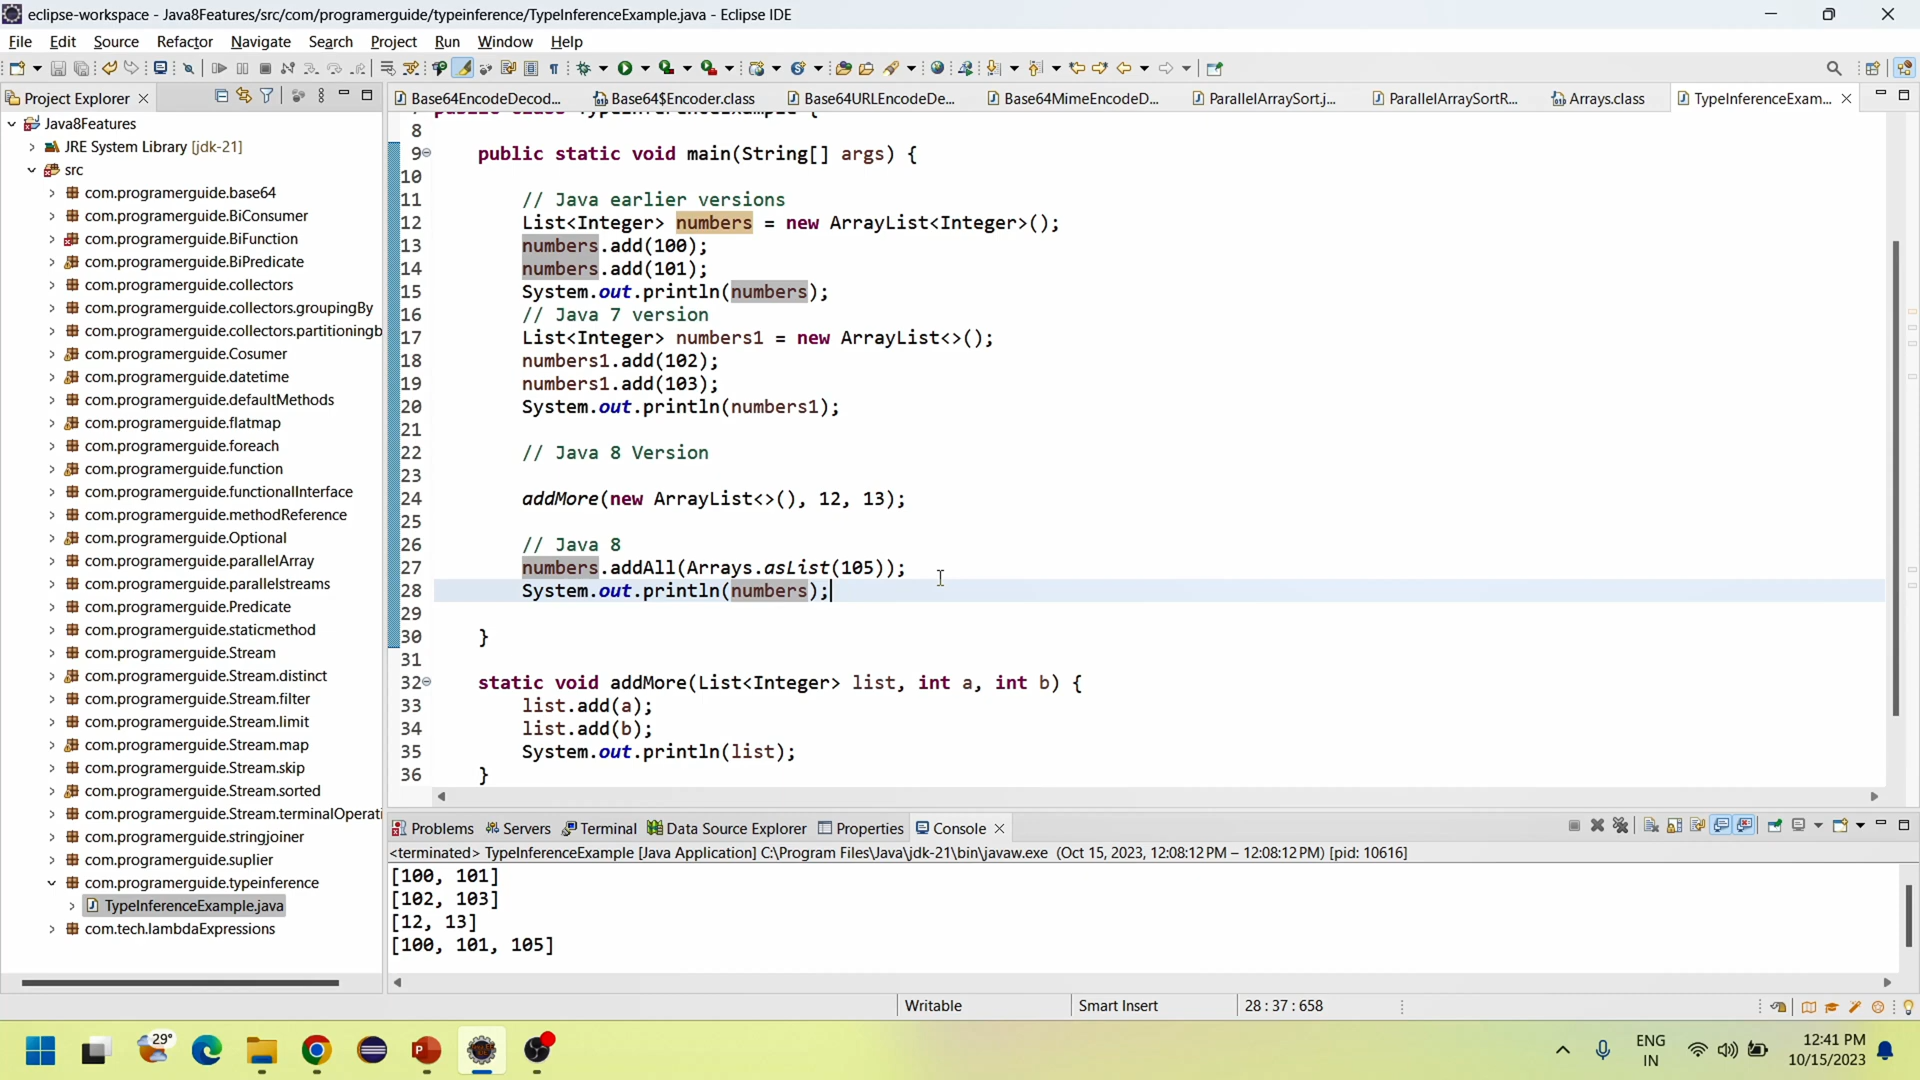 eclipse-workspace - Java8Features/src/com/programerguide/typeinference/TypeInferenceExample.java - Eclipse IDE
File Edit Source Refactor Navigate Search Project Run Window Help
Project Explorer
Base64EncodeDecod... Base64$Encoder.class Base64URLEncodeDe... Base64MimeEncodeD... ParallelArraySort.j... ParallelArraySortR... Arrays.class TypeInferenceExam...
Java8Features
JRE System Library [jdk-21]
src
com.programerguide.base64
com.programerguide.BiConsumer
com.programerguide.BiFunction
com.programerguide.BiPredicate
com.programerguide.collectors
com.programerguide.collectors.groupingBy
com.programerguide.collectors.partitioningb
com.programerguide.Cosumer
com.programerguide.datetime
com.programerguide.defaultMethods
com.programerguide.flatmap
com.programerguide.foreach
com.programerguide.function
com.programerguide.functionalInterface
com.programerguide.methodReference
com.programerguide.Optional
com.programerguide.parallelArray
com.programerguide.parallelstreams
com.programerguide.Predicate
com.programerguide.staticmethod
com.programerguide.Stream
com.programerguide.Stream.distinct
com.programerguide.Stream.filter
com.programerguide.Stream.limit
com.programerguide.Stream.map
com.programerguide.Stream.skip
com.programerguide.Stream.sorted
com.programerguide.Stream.terminalOperati
com.programerguide.stringjoiner
com.programerguide.suplier
com.programerguide.typeinference
TypeInferenceExample.java
com.tech.lambdaExpressions
8
9 public static void main(String[] args) {
10
11 // Java earlier versions
12 List<Integer> numbers = new ArrayList<Integer>();
13 numbers.add(100);
14 numbers.add(101);
15 System.out.println(numbers);
16 // Java 7 version
17 List<Integer> numbers1 = new ArrayList<>();
18 numbers1.add(102);
19 numbers1.add(103);
20 System.out.println(numbers1);
21
22 // Java 8 Version
23
24 addMore(new ArrayList<>(), 12, 13);
25
26 // Java 8
27 numbers.addAll(Arrays.asList(105));
28 System.out.println(numbers);
29
30 }
31
32 static void addMore(List<Integer> list, int a, int b) {
33 list.add(a);
34 list.add(b);
35 System.out.println(list);
36 }
Problems Servers Terminal Data Source Explorer Properties Console
<terminated> TypeInferenceExample [Java Application] C:\Program Files\Java\jdk-21\bin\javaw.exe (Oct 15, 2023, 12:08:12 PM – 12:08:12 PM) [pid: 10616]
[100, 101]
[102, 103]
[12, 13]
[100, 101, 105]
Writable Smart Insert 28 : 37 : 658
29°
ENG
IN
12:41 PM
10/15/2023